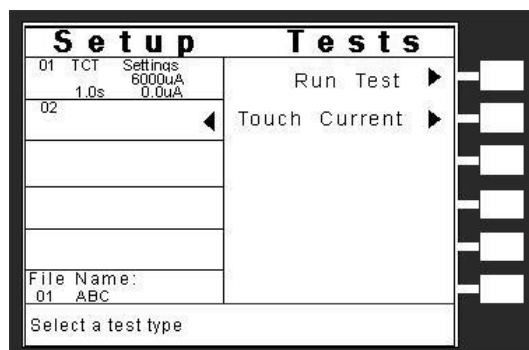 Setup Tests
01 TCT Settings
6000uA
1.0s 0.0uA
02
Run Test
Touch Current
File Name:
01 ABC
Select a test type